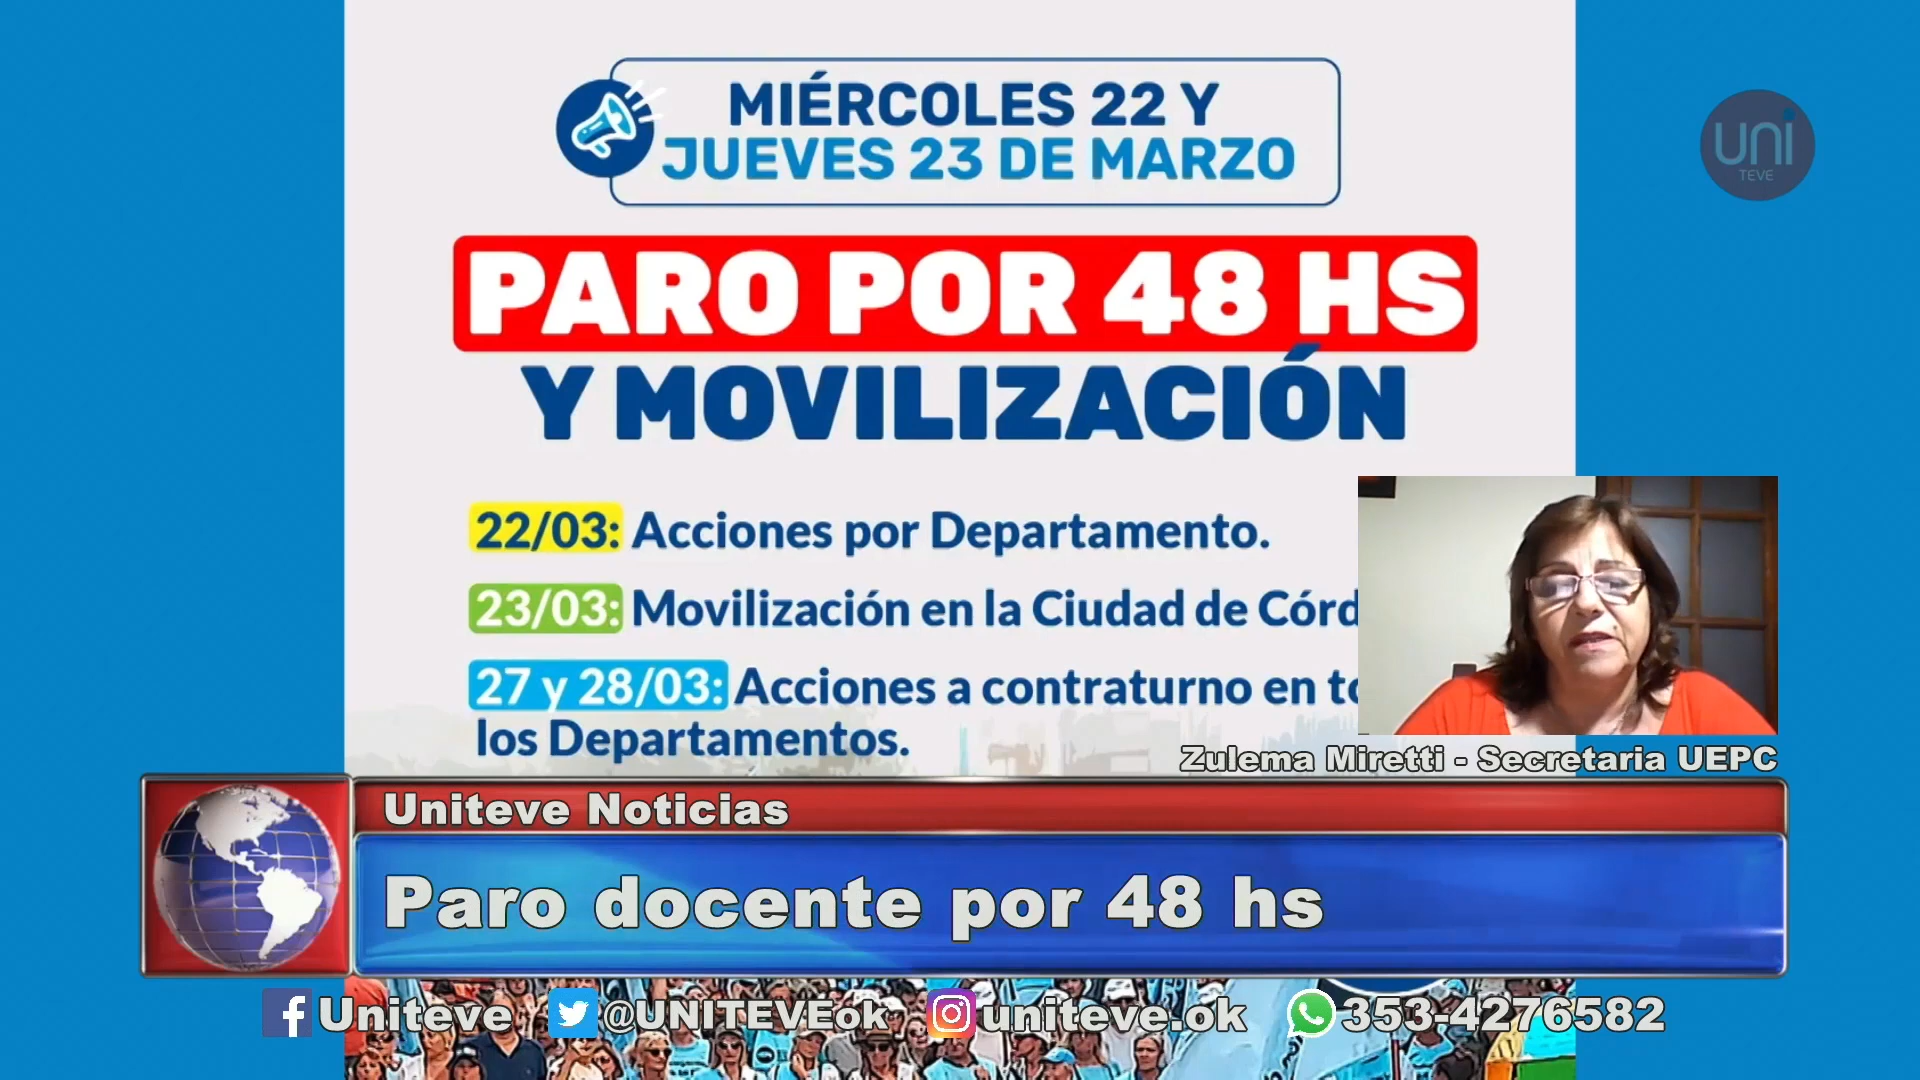 MIÉRCOLES 22 Y
JUEVES 23 DE MARZO
uni
TEVE
PARO POR 48 HS
Y MOVILIZACIÓN
22/03: Acciones por Departamento.
23/03: Movilización en la Ciudad de Córd
27 y 28/03: Acciones a contraturno en to
los Departamentos.
Zulema Miretti - Secretaria UEPC
Uniteve Noticias
Paro docente por 48 hs
Uniteve @UNITEVEok uniteve.ok 353-4276582